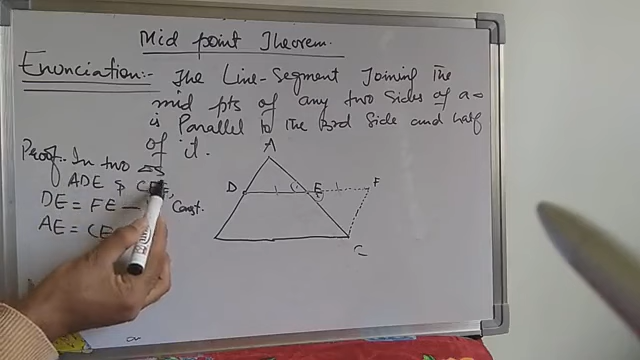 Mid point Theorem.
Enunciation:- The Line-Segment Joining The
mid pts of any two Sides of a △
is Parallel to The 3rd Side and half
of it.
Proof:- In two △s
ADE &
DE = FE — Const.
AE = CE
A
D E F
C